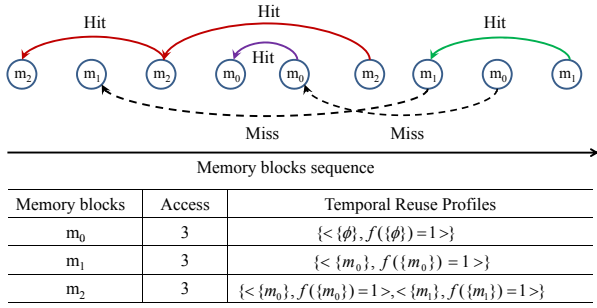 Hit Hit Hit
m₂ m₁ m₂ m₀ Hit m₀ m₂ m₁ m₀ m₁
Miss Miss
Memory blocks sequence
Memory blocks Access Temporal Reuse Profiles
m₀ 3 {<{ϕ}, f({ϕ})=1>}
m₁ 3 {<{m₀}, f({m₀})=1>}
m₂ 3 {<{m₀}, f({m₀})=1>,<{m₁}, f({m₁})=1>}